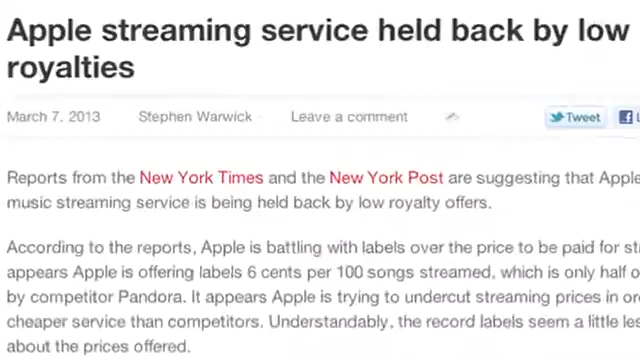 Apple streaming service held back by low
royalties
March 7, 2013 Stephen Warwick Leave a comment Tweet
Reports from the New York Times and the New York Post are suggesting that Apple
music streaming service is being held back by low royalty offers.
According to the reports, Apple is battling with labels over the price to be paid for
appears Apple is offering labels 6 cents per 100 songs streamed, which is only half
by competitor Pandora. It appears Apple is trying to undercut streaming prices in
cheaper service than competitors. Understandably, the record labels seem a little
about the prices offered.